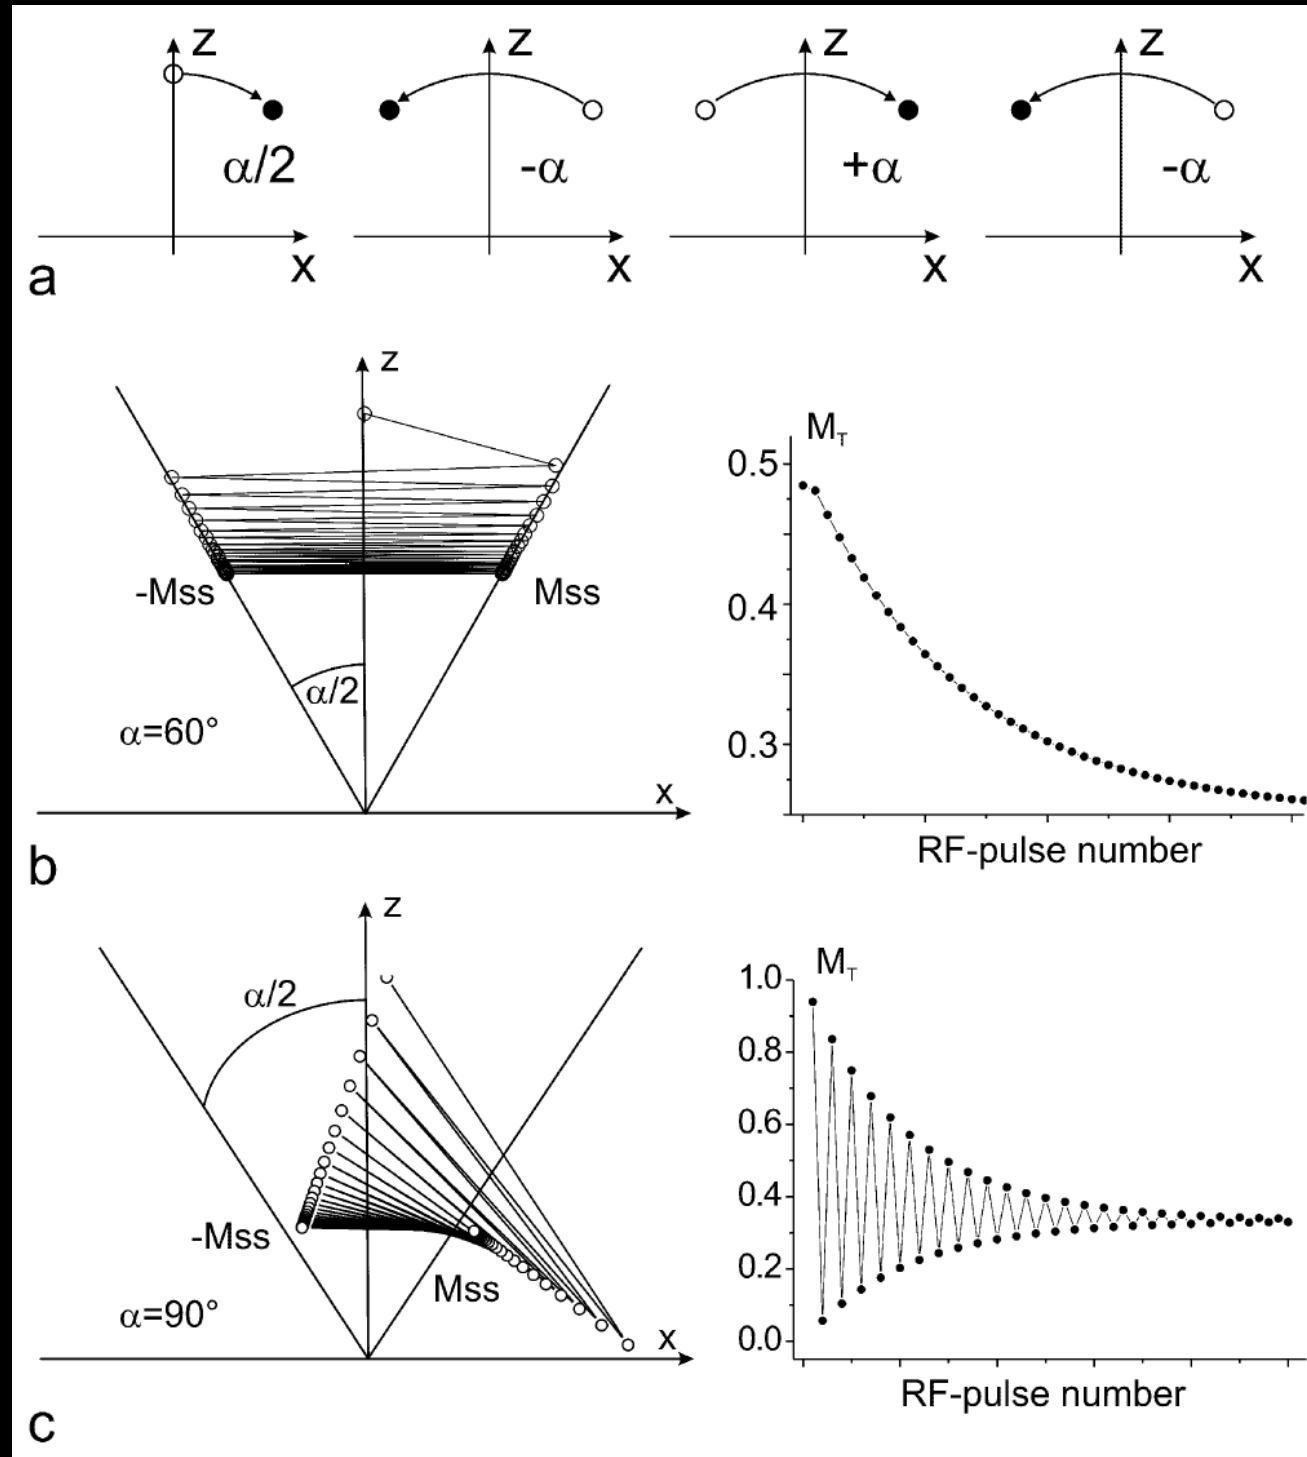 z z z z
α/2 -α +α -α
x x x x
a
z
-Mss Mss
α/2
α=60°
x
b
M_T
0.5
0.4
0.3
RF-pulse number
z
α/2
-Mss
Mss
α=90°
x
c
M_T
1.0
0.8
0.6
0.4
0.2
0.0
RF-pulse number